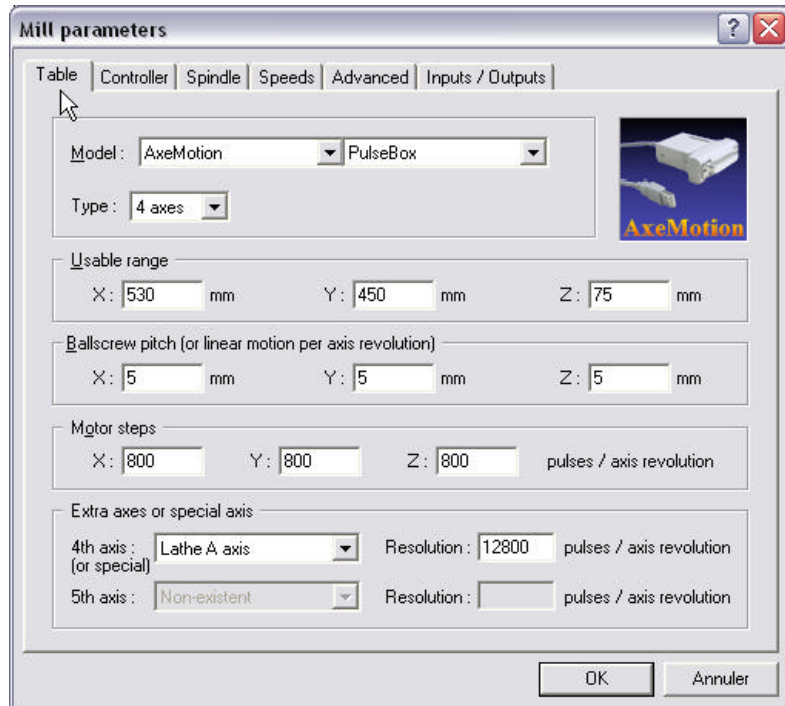 Mill parameters
Table Controller Spindle Speeds Advanced Inputs / Outputs
Model : AxeMotion PulseBox
Type : 4 axes
AxeMotion
Usable range
X : 530 mm Y : 450 mm Z : 75 mm
Ballscrew pitch (or linear motion per axis revolution)
X : 5 mm Y : 5 mm Z : 5 mm
Motor steps
X : 800 Y : 800 Z : 800 pulses / axis revolution
Extra axes or special axis
4th axis : Lathe A axis Resolution : 12800 pulses / axis revolution
(or special)
5th axis : Non-existent Resolution : pulses / axis revolution
OK Annuler